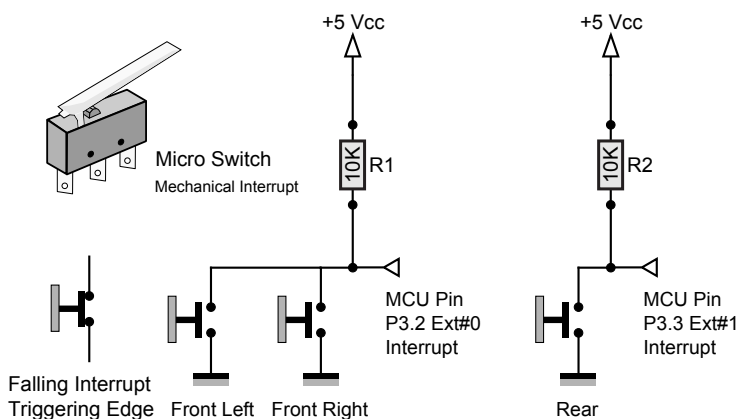 +5 Vcc
+5 Vcc
Micro Switch
Mechanical Interrupt
10K
R1
10K
R2
MCU Pin
P3.2 Ext#0
Interrupt
MCU Pin
P3.3 Ext#1
Interrupt
Falling Interrupt
Triggering Edge
Front Left
Front Right
Rear